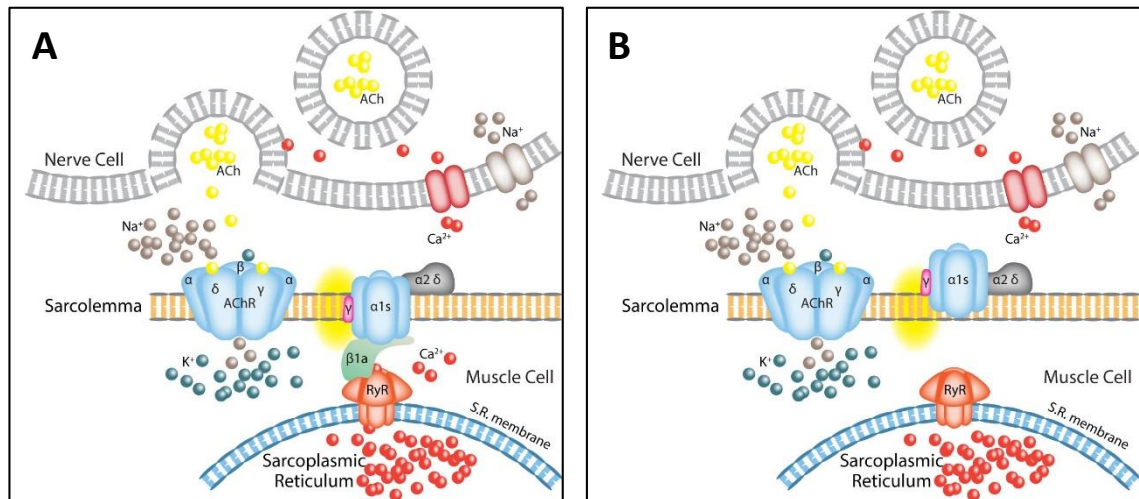 A
ACh
Na⁺
Nerve Cell
ACh
Na⁺
Ca²⁺
β
α
δ
γ
α
AChR
α2 δ
γ
α1s
Sarcolemma
K⁺
β1a
Ca²⁺
RyR
Muscle Cell
S.R. membrane
Sarcoplasmic
Reticulum
B
ACh
Na⁺
Nerve Cell
ACh
Na⁺
Ca²⁺
β
α
δ
γ
α
AChR
γ
α1s
α2 δ
Sarcolemma
K⁺
RyR
Muscle Cell
S.R. membrane
Sarcoplasmic
Reticulum